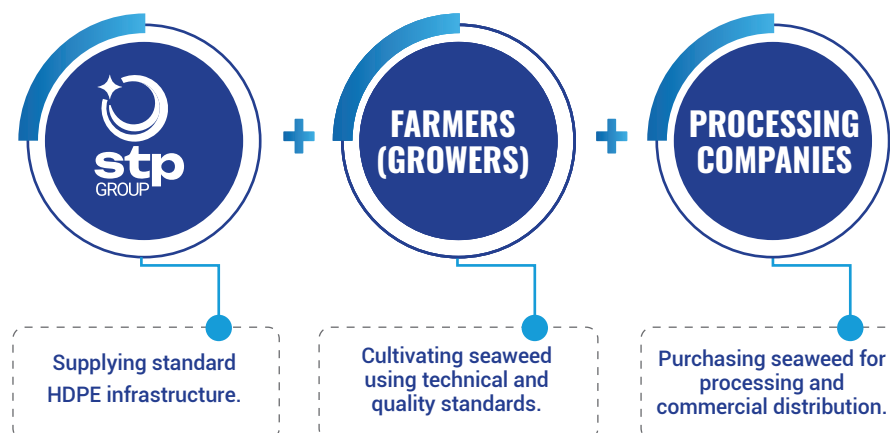 stp
GROUP
FARMERS
(GROWERS)
PROCESSING
COMPANIES
Supplying standard
HDPE infrastructure.
Cultivating seaweed
using technical and
quality standards.
Purchasing seaweed for
processing and
commercial distribution.